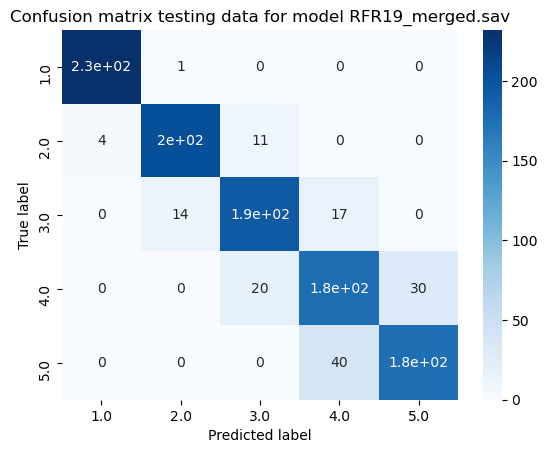 Confusion matrix testing data for model RFR19_merged.sav
True label
1.0 2.3e+02 1 0 0 0
2.0 4 2e+02 11 0 0
3.0 0 14 1.9e+02 17 0
4.0 0 0 20 1.8e+02 30
5.0 0 0 0 40 1.8e+02
1.0 2.0 3.0 4.0 5.0
Predicted label
200
150
100
50
0